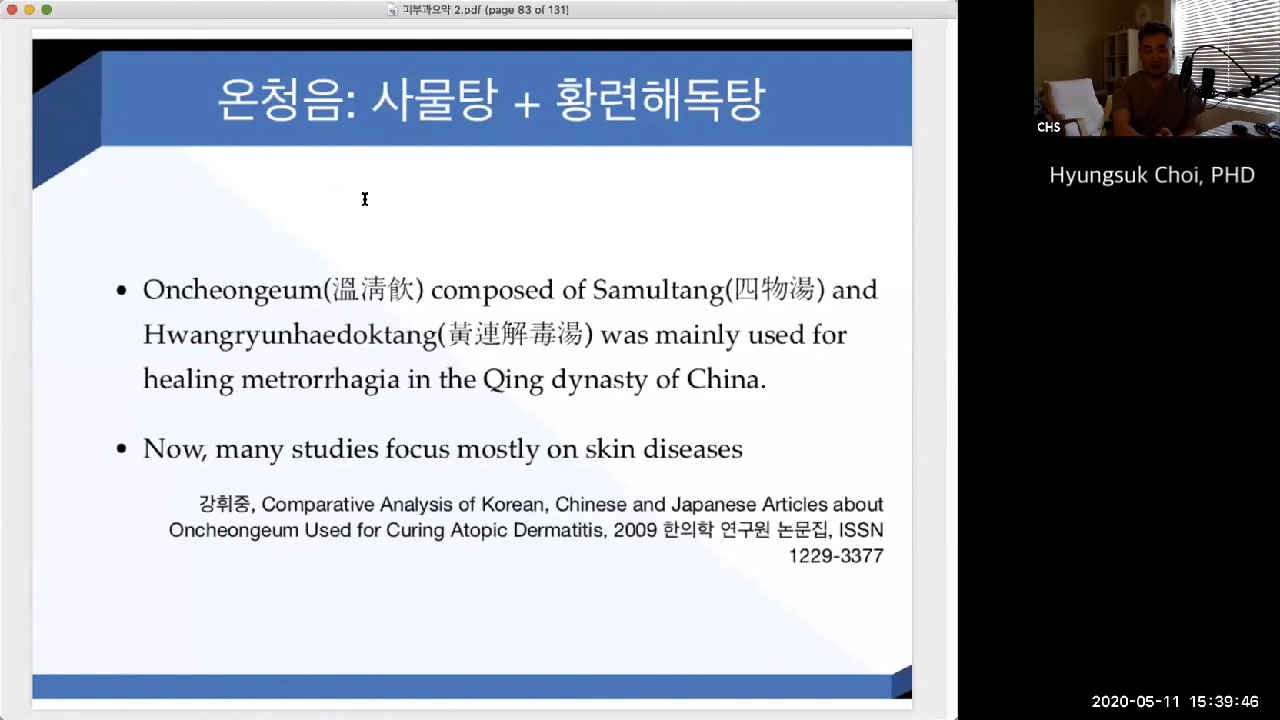 피부과요약 2.pdf (page 83 of 131)
온청음: 사물탕 + 황련해독탕
• Oncheongeum(溫淸飮) composed of Samultang(四物湯) and
Hwangryunhaedoktang(黃連解毒湯) was mainly used for
healing metrorrhagia in the Qing dynasty of China.
• Now, many studies focus mostly on skin diseases
강휘중, Comparative Analysis of Korean, Chinese and Japanese Articles about
Oncheongeum Used for Curing Atopic Dermatitis, 2009 한의학 연구원 논문집, ISSN
1229-3377
CHS
Hyungsuk Choi, PHD
2020-05-11 15:39:46